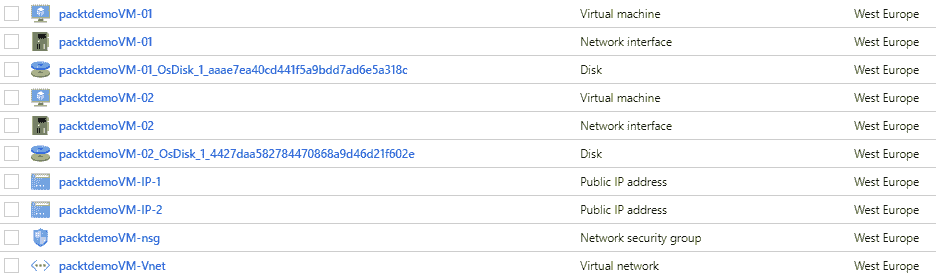 packtdemoVM-01 Virtual machine West Europe
packtdemoVM-01 Network interface West Europe
packtdemoVM-01_OsDisk_1_aaae7ea40cd441f5a9bdd7ad6e5a318c Disk West Europe
packtdemoVM-02 Virtual machine West Europe
packtdemoVM-02 Network interface West Europe
packtdemoVM-02_OsDisk_1_4427daa582784470868a9d46d21f602e Disk West Europe
packtdemoVM-IP-1 Public IP address West Europe
packtdemoVM-IP-2 Public IP address West Europe
packtdemoVM-nsg Network security group West Europe
packtdemoVM-Vnet Virtual network West Europe